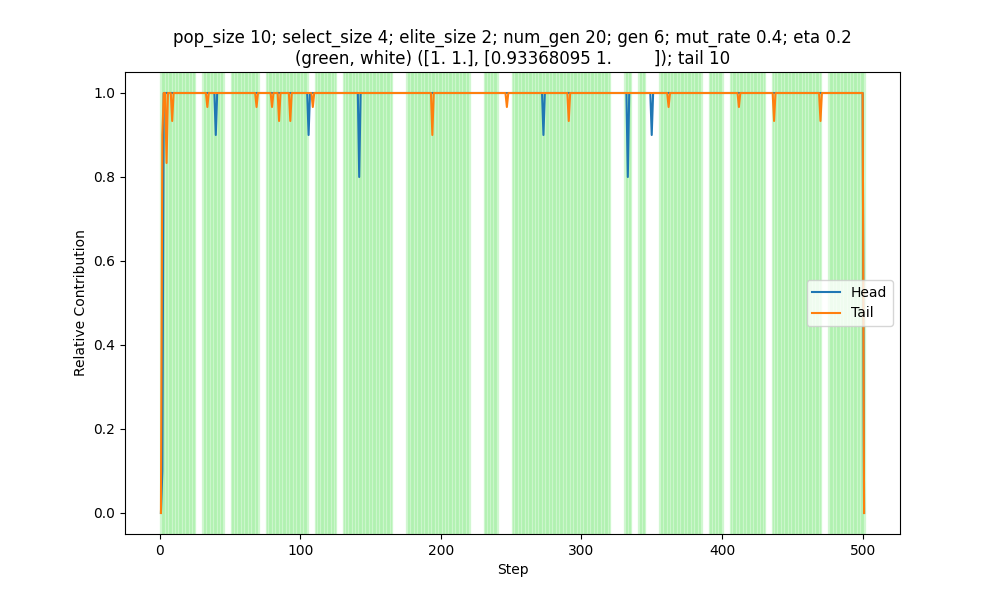 pop_size 10; select_size 4; elite_size 2; num_gen 20; gen 6; mut_rate 0.4; eta 0.2
(green, white) ([1. 1.], [0.93368095 1.         ]); tail 10
1.0
0.8
0.6
0.4
0.2
0.0
Relative Contribution
Head
Tail
0
100
200
300
400
500
Step